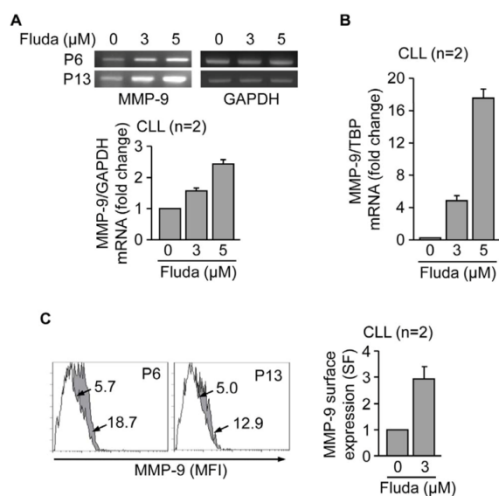 A
Fluda (µM) 0 3 5 0 3 5
P6
P13
MMP-9 GAPDH
CLL (n=2)
MMP-9/GAPDH
mRNA (fold change)
3
2
1
0
0 3 5
Fluda (µM)
B
CLL (n=2)
MMP-9/TBP
mRNA (fold change)
20
16
12
8
4
0
0 3 5
Fluda (µM)
C
P6
5.7
18.7
P13
5.0
12.9
MMP-9 (MFI)
CLL (n=2)
MMP-9 surface
expression (SF)
4
3
2
1
0
0 3
Fluda (µM)